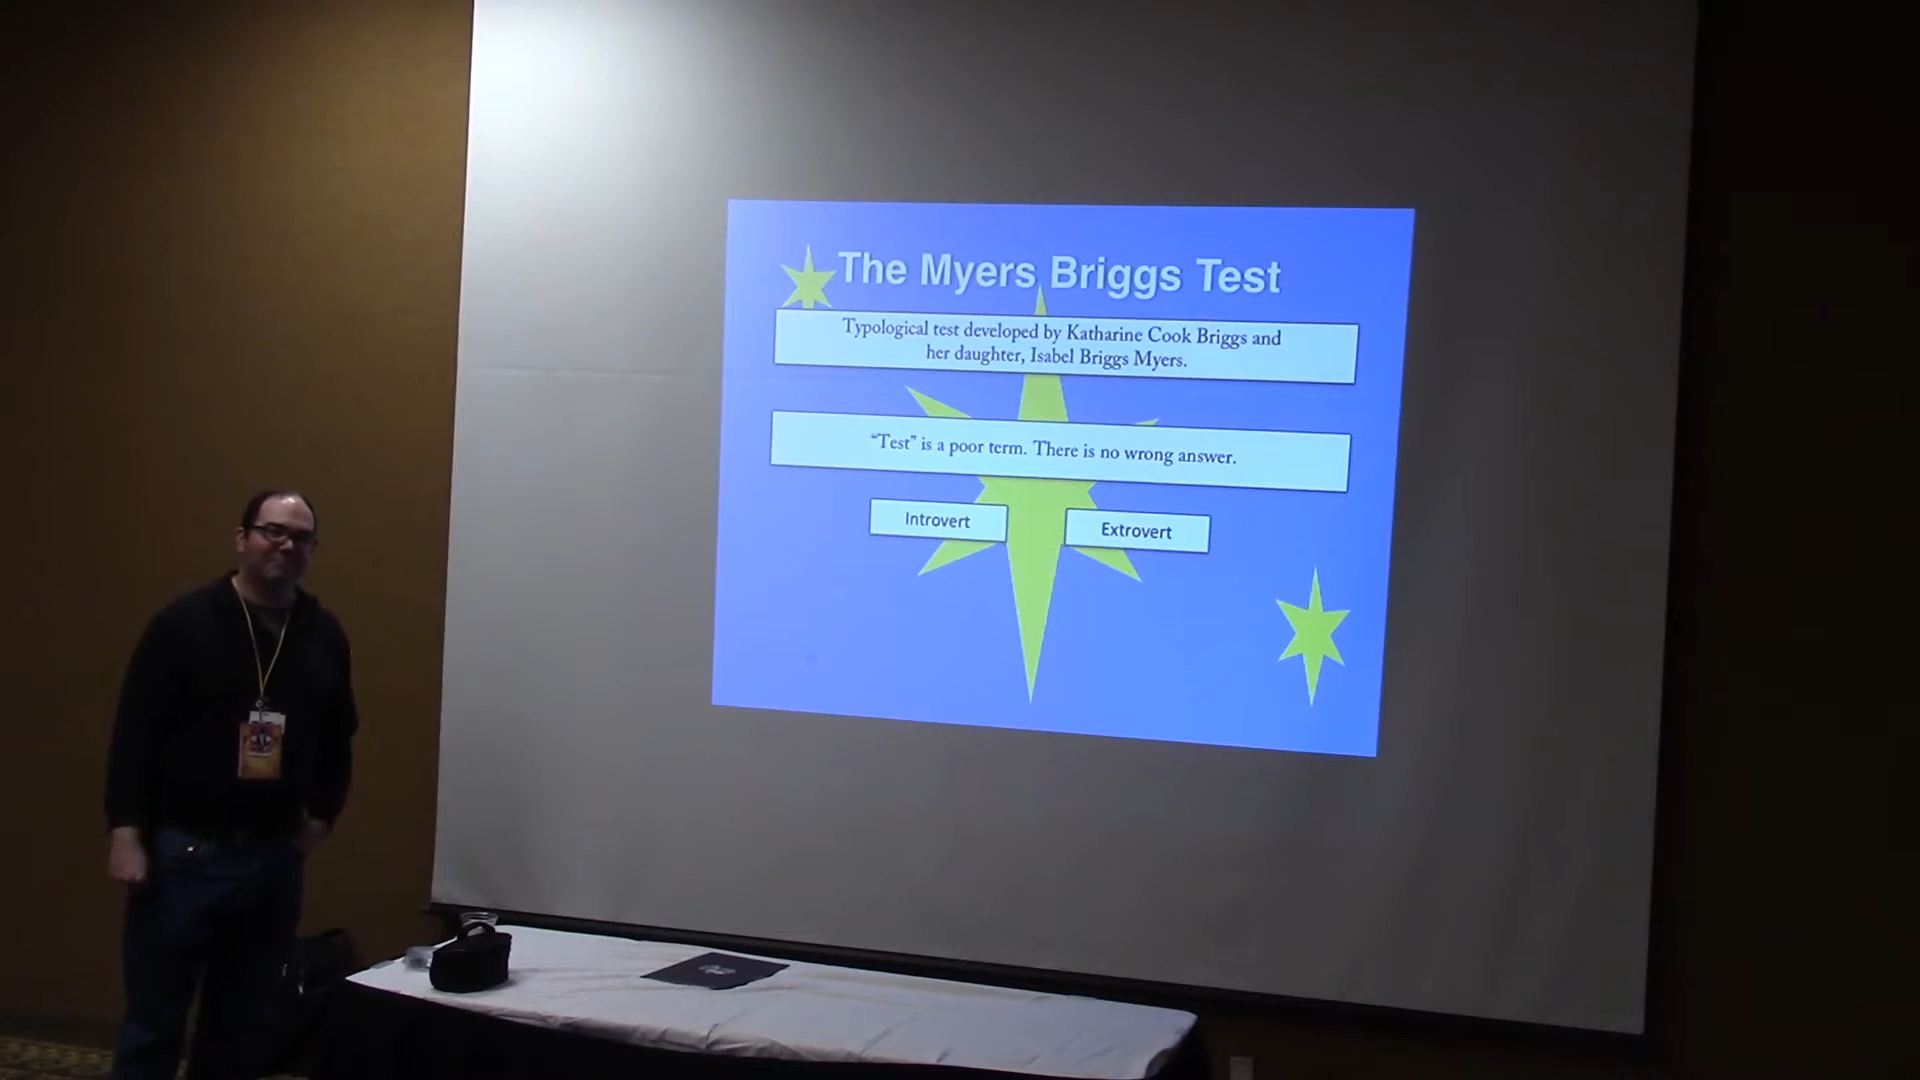 The Myers Briggs Test
Typological test developed by Katharine Cook Briggs and
her daughter, Isabel Briggs Myers.
“Test” is a poor term. There is no wrong answer.
Introvert
Extrovert